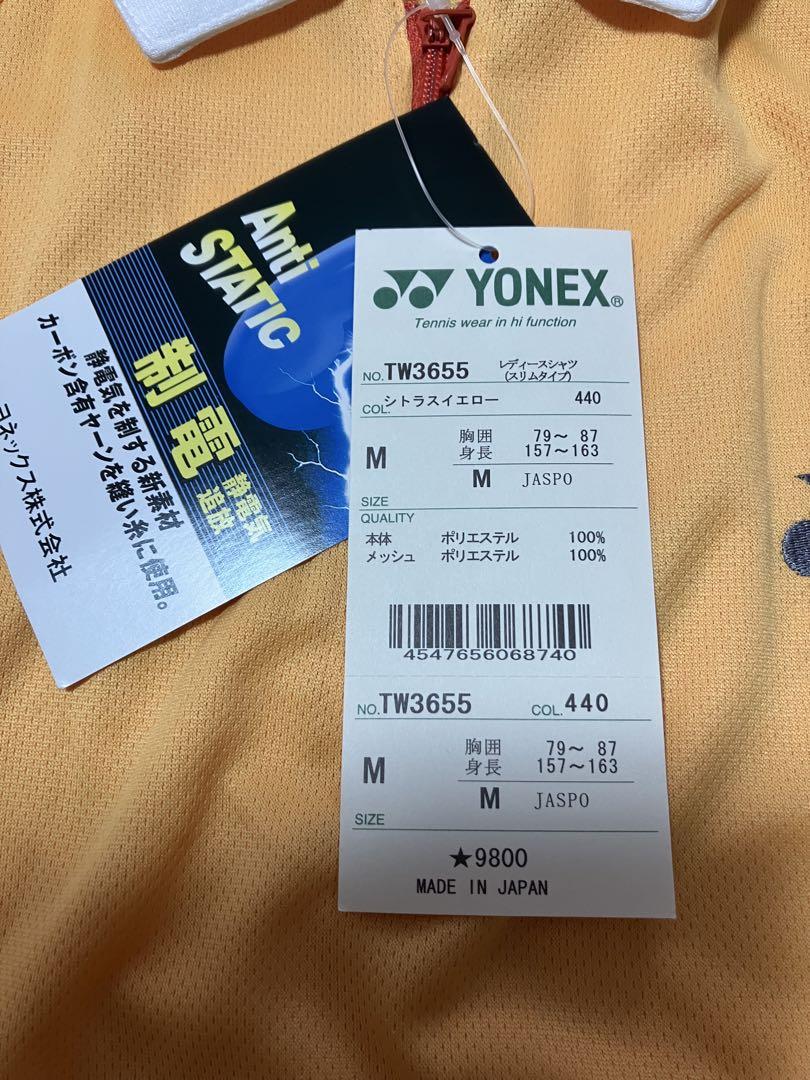 Anti
STATIC
制電
静電気
追放
静電気を制する新素材
カーボン含有ヤーンを縫い糸に使用。
ヨネックス株式会社
YONEX®
Tennis wear in hi function
NO. TW3655 レディースシャツ
(スリムタイプ)
COL. シトラスイエロー 440
M 胸囲 79～ 87
身長 157～163
M JASPO
SIZE
QUALITY
本体 ポリエステル 100%
メッシュ ポリエステル 100%
4547656068740
NO. TW3655 COL. 440
M 胸囲 79～ 87
身長 157～163
M JASPO
SIZE
★9800
MADE IN JAPAN